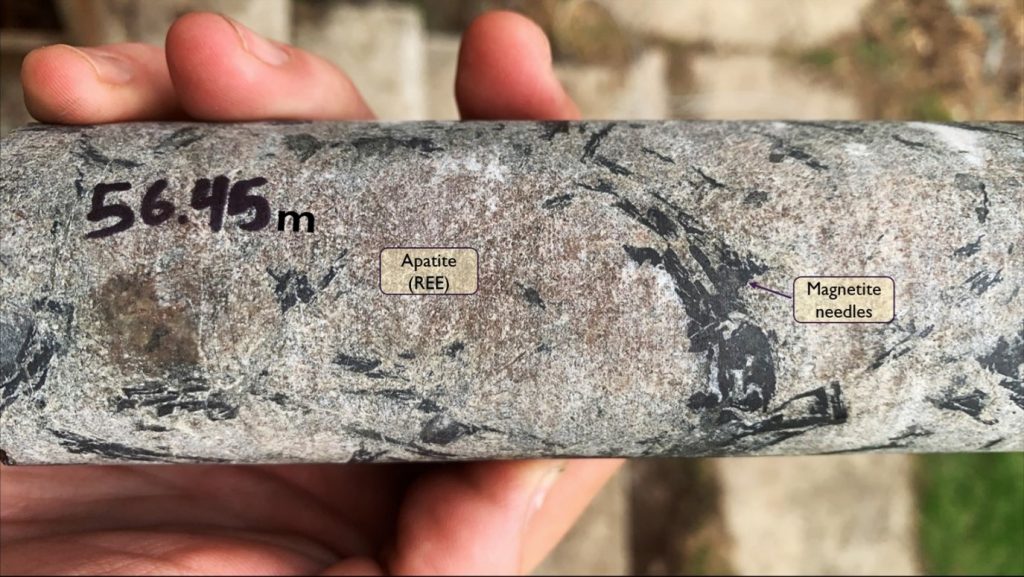 56.45m
Apatite
(REE)
Magnetite
needles